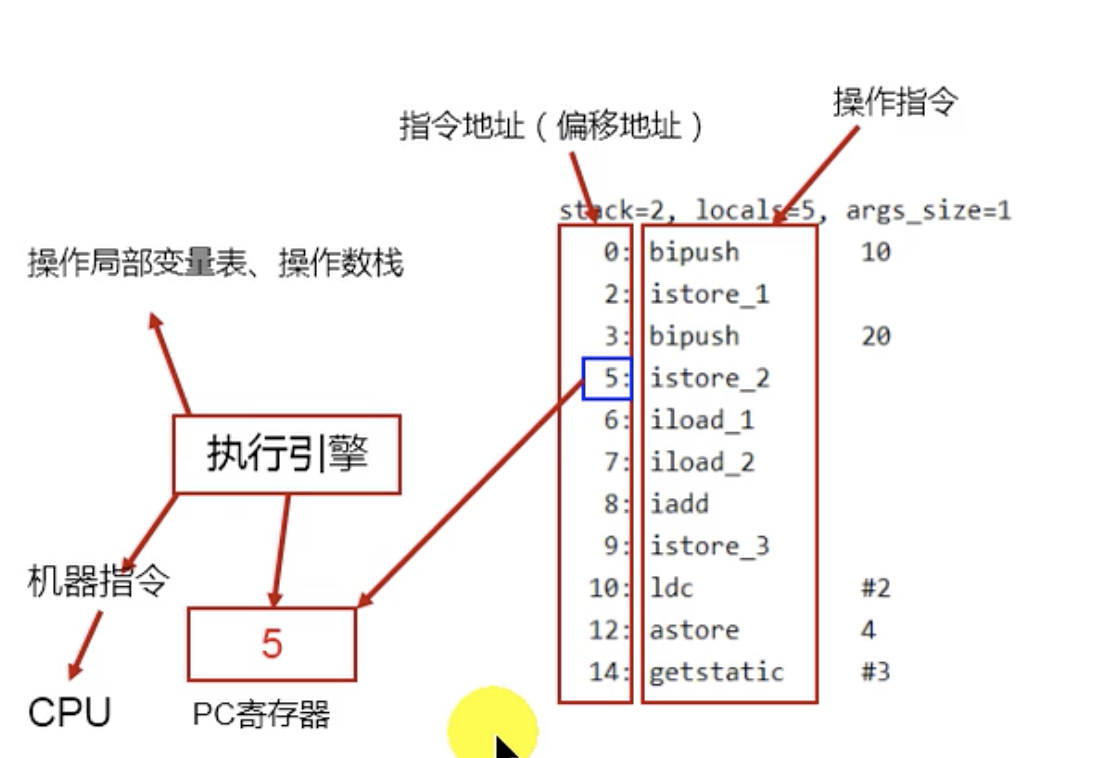 操作指令
指令地址（偏移地址）
stack=2, locals=5, args_size=1
0: bipush 10
2: istore_1
3: bipush 20
5: istore_2
6: iload_1
7: iload_2
8: iadd
9: istore_3
10: ldc #2
12: astore 4
14: getstatic #3
操作局部变量表、操作数栈
执行引擎
机器指令
5
CPU
PC寄存器